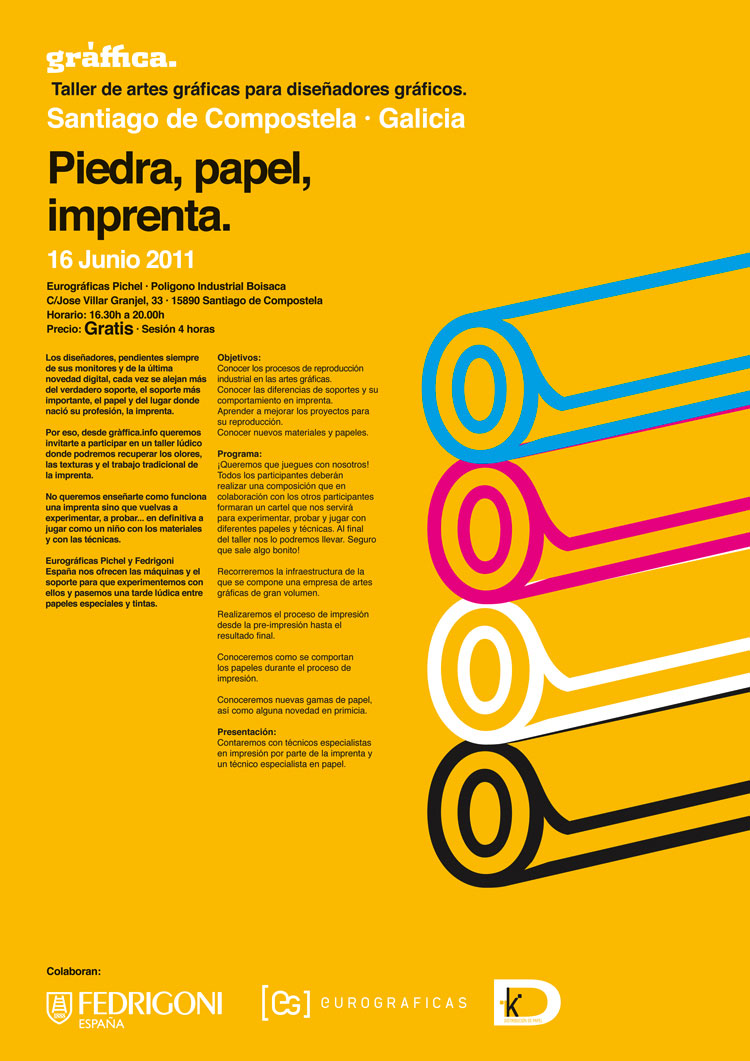 gràffica.
Taller de artes gráficas para diseñadores gráficos.
Santiago de Compostela · Galicia
Piedra, papel,
imprenta.
16 Junio 2011
Eurográficas Pichel · Poligono Industrial Boisaca
C/Jose Villar Granjel, 33 · 15890 Santiago de Compostela
Horario: 16.30h a 20.00h
Precio: Gratis · Sesión 4 horas
Los diseñadores, pendientes siempre
de sus monitores y de la última
novedad digital, cada vez se alejan más
del verdadero soporte, el soporte más
importante, el papel y del lugar donde
nació su profesión, la imprenta.
Por eso, desde gràffica.info queremos
invitarte a participar en un taller lúdico
donde podremos recuperar los olores,
las texturas y el trabajo tradicional de
la imprenta.
No queremos enseñarte como funciona
una imprenta sino que vuelvas a
experimentar, a probar... en definitiva a
jugar como un niño con los materiales
y con las técnicas.
Eurográficas Pichel y Fedrigoni
España nos ofrecen las máquinas y el
soporte para que experimentemos con
ellos y pasemos una tarde lúdica entre
papeles especiales y tintas.
Objetivos:
Conocer los procesos de reproducción
industrial en las artes gráficas.
Conocer las diferencias de soportes y su
comportamiento en imprenta.
Aprender a mejorar los proyectos para
su reproducción.
Conocer nuevos materiales y papeles.
Programa:
¡Queremos que juegues con nosotros!
Todos los participantes deberán
realizar una composición que en
colaboración con los otros participantes
formaran un cartel que nos servirá
para experimentar, probar y jugar con
diferentes papeles y técnicas. Al final
del taller nos lo podremos llevar. Seguro
que sale algo bonito!
Recorreremos la infraestructura de la
que se compone una empresa de artes
gráficas de gran volumen.
Realizaremos el proceso de impresión
desde la pre-impresión hasta el
resultado final.
Conoceremos como se comportan
los papeles durante el proceso de
impresión.
Conoceremos nuevas gamas de papel,
así como alguna novedad en primicia.
Presentación:
Contaremos con técnicos especialistas
en impresión por parte de la imprenta y
un técnico especialista en papel.
Colaboran:
FEDRIGONI
ESPAÑA
[eG] eUROGRAFICAS
k D